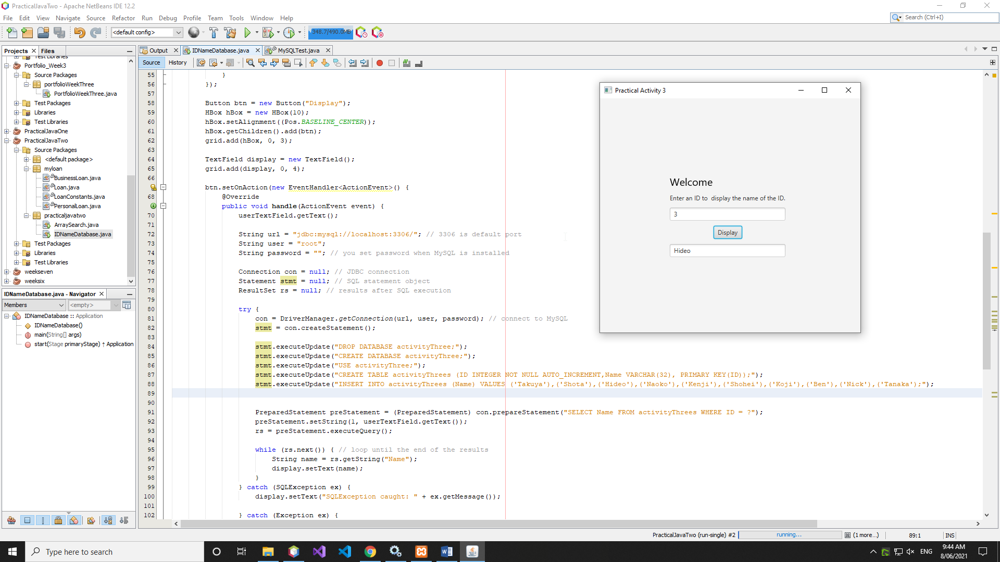 PracticalJavaTwo - Apache NetBeans IDE 12.2
File Edit View Navigate Source Refactor Run Debug Profile Team Tools Window Help
Search (Ctrl+I)
<default config>
348.7/490.0MB
Projects Files
Output IDNameDatabase.java MySQLTest.java
Source History
Test Libraries
Portfolio_Week3
Source Packages
portfolioWeekThree
PortfolioWeekThree.java
Test Packages
Libraries
Test Libraries
PracticalJavaOne
PracticalJavaTwo
Source Packages
<default package>
myloan
BusinessLoan.java
Loan.java
LoanConstants.java
PersonalLoan.java
practicaljavatwo
ArraySearch.java
IDNameDatabase.java
Test Packages
Libraries
Test Libraries
weekseven
weeksix
IDNameDatabase.java - Navigator
Members <empty>
IDNameDatabase :: Application
IDNameDatabase()
main(String[] args)
start(Stage primaryStage) ↑ Application
55 }
56 });
57
58 Button btn = new Button("Display");
59 HBox hBox = new HBox(10);
60 hBox.setAlignment((Pos.BASELINE_CENTER));
61 hBox.getChildren().add(btn);
62 grid.add(hBox, 0, 3);
63
64 TextField display = new TextField();
65 grid.add(display, 0, 4);
66
btn.setOnAction(new EventHandler<ActionEvent>() {
68 @Override
public void handle(ActionEvent event) {
70 userTextField.getText();
71
72 String url = "jdbc:mysql://localhost:3306/"; // 3306 is default port
73 String user = "root";
74 String password = ""; // you set password when MySQL is installed
75
76 Connection con = null; // JDBC connection
77 Statement stmt = null; // SQL statement object
78 ResultSet rs = null; // results after SQL execution
79
80 try {
81 con = DriverManager.getConnection(url, user, password); // connect to MySQL
82 stmt = con.createStatement();
83
84 stmt.executeUpdate("DROP DATABASE activityThree;");
85 stmt.executeUpdate("CREATE DATABASE activityThree;");
86 stmt.executeUpdate("USE activityThree;");
87 stmt.executeUpdate("CREATE TABLE activityThrees (ID INTEGER NOT NULL AUTO_INCREMENT,Name VARCHAR(32), PRIMARY KEY(ID));");
88 stmt.executeUpdate("INSERT INTO activityThrees (Name) VALUES ('Takuya'),('Shota'),('Hideo'),('Naoko'),('Kenji'),('Shohei'),('Koji'),('Ben'),('Nick'),('Tanaka');");
89
90
91 PreparedStatement preStatement = (PreparedStatement) con.prepareStatement("SELECT Name FROM activityThrees WHERE ID = ?");
92 preStatement.setString(1, userTextField.getText());
93 rs = preStatement.executeQuery();
94
95 while (rs.next()) { // loop until the end of the results
96 String name = rs.getString("Name");
97 display.setText(name);
98 }
99 } catch (SQLException ex) {
100 display.setText("SQLException caught: " + ex.getMessage());
101
102 } catch (Exception ex) {
Practical Activity 3
Welcome
Enter an ID to  display the name of the ID.
3
Display
Hideo
PracticalJavaTwo (run-single) #2 running... (1 more...) 89:1 INS
Type here to search
ENG
9:44 AM
8/06/2021